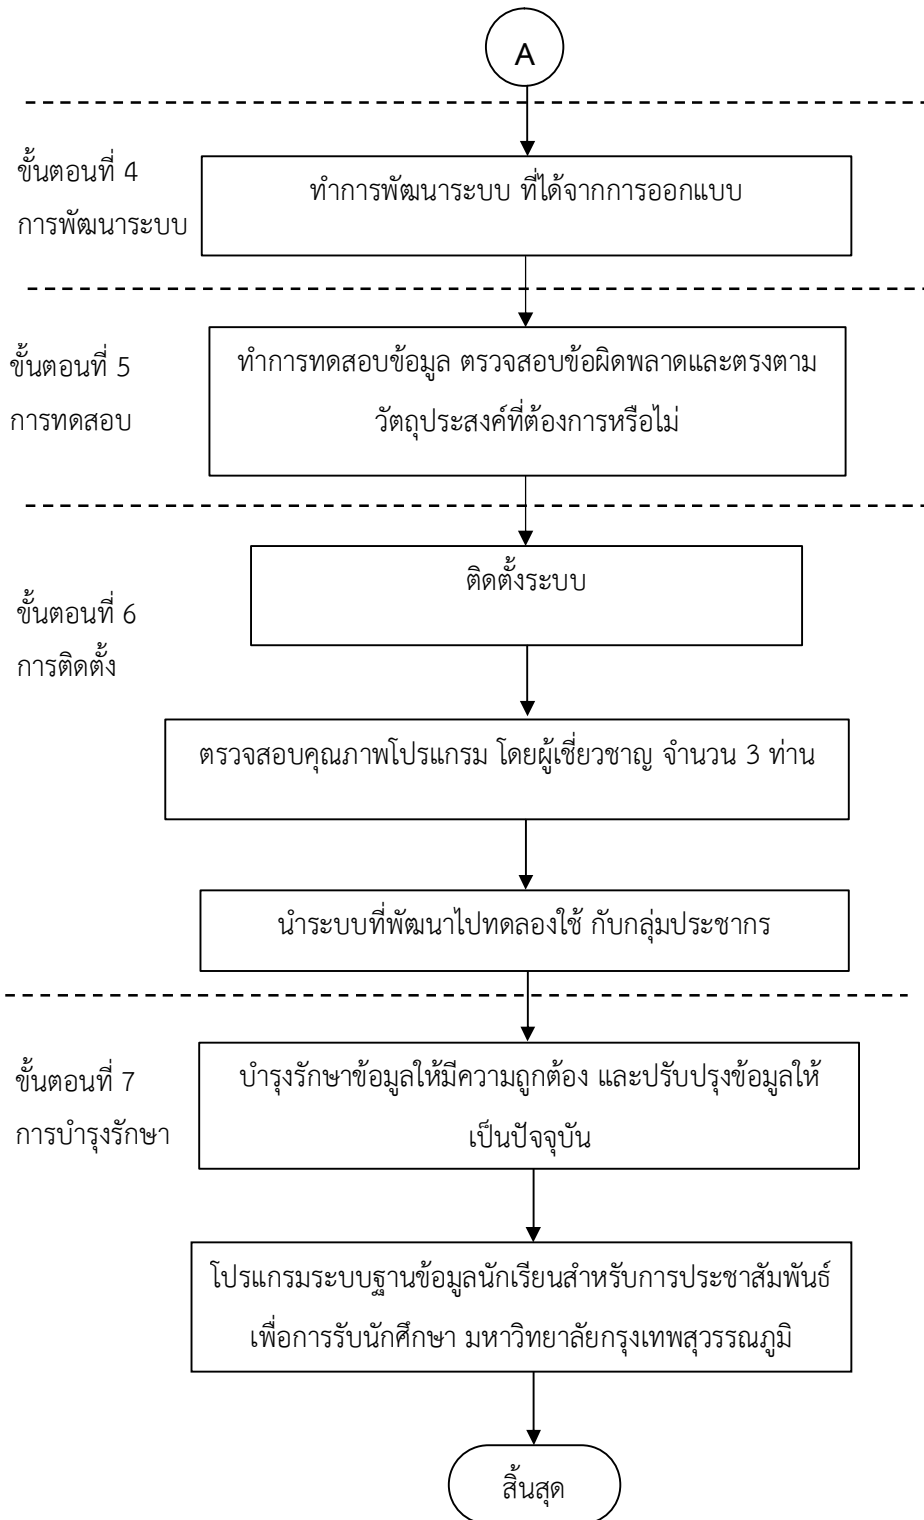 A
ขั้นตอนที่ 4
การพัฒนาระบบ
ทำการพัฒนาระบบ ที่ได้จากการออกแบบ
ขั้นตอนที่ 5
การทดสอบ
ทำการทดสอบข้อมูล ตรวจสอบข้อผิดพลาดและตรงตาม
วัตถุประสงค์ที่ต้องการหรือไม่
ขั้นตอนที่ 6
การติดตั้ง
ติดตั้งระบบ
ตรวจสอบคุณภาพโปรแกรม โดยผู้เชี่ยวชาญ จำนวน 3 ท่าน
นำระบบที่พัฒนาไปทดลองใช้ กับกลุ่มประชากร
ขั้นตอนที่ 7
การบำรุงรักษา
บำรุงรักษาข้อมูลให้มีความถูกต้อง และปรับปรุงข้อมูลให้
เป็นปัจจุบัน
โปรแกรมระบบฐานข้อมูลนักเรียนสำหรับการประชาสัมพันธ์
เพื่อการรับนักศึกษา มหาวิทยาลัยกรุงเทพสุวรรณภูมิ
สิ้นสุด